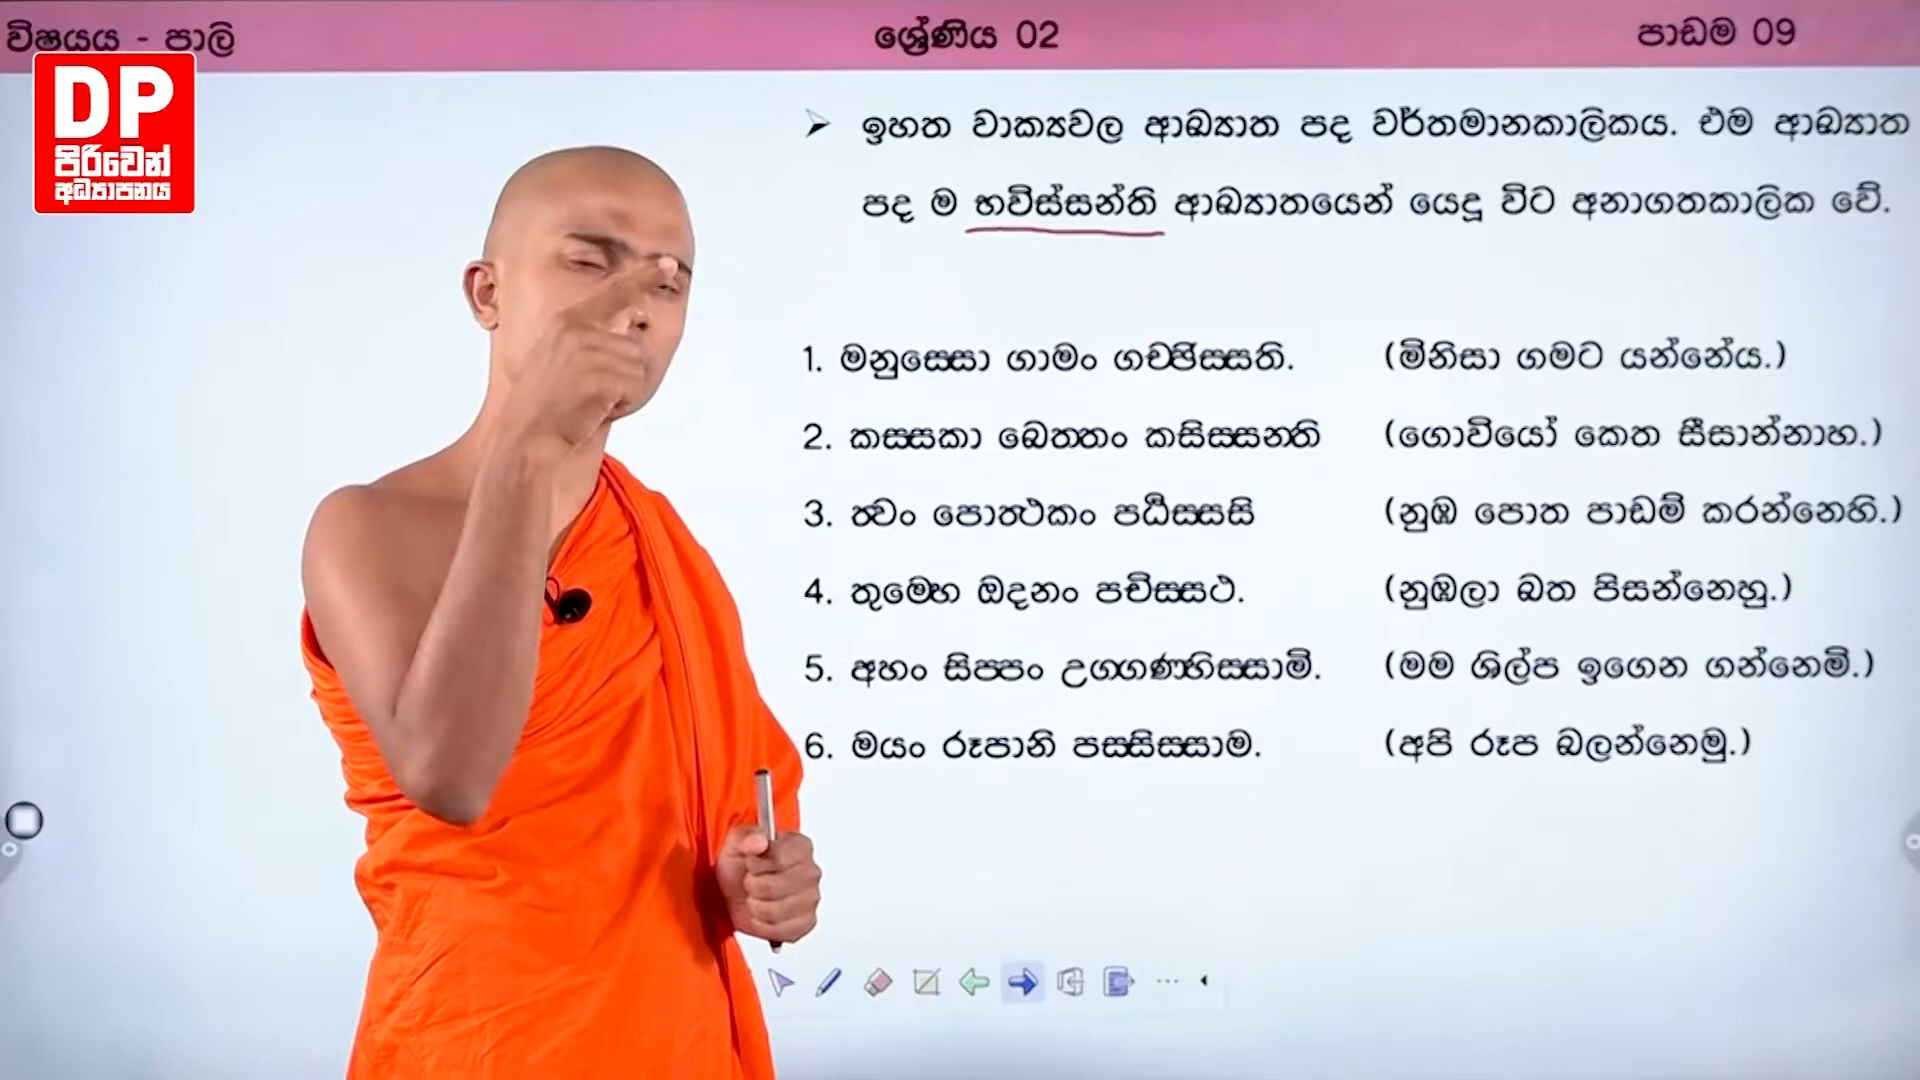 විෂයය - පාලි
ශ්‍රේණිය 02
පාඩම 09
DP
පිරිවෙන්
අධ්‍යාපනය
➢ ඉහත වාක්‍යවල ආඛ්‍යාත පද වර්තමානකාලිකය. එම ආඛ්‍යාත
පද ම භවිස්සන්ති ආඛ්‍යාතයෙන් යෙදූ විට අනාගතකාලික වේ.
1. මනුස‍්සො ගාමං ගච‍්ඡිස‍්සති. (මිනිසා ගමට යන්නේය.)
2. කස‍්සකා ඛෙත‍්තං කසිස‍්සන‍්ති (ගොවියෝ කෙත සීසාන්නාහ.)
3. ත‍්වං පොත‍්ථකං පඨිස‍්සසි (නුඹ පොත පාඩම් කරන්නෙහි.)
4. තුම‍්හෙ ඔදනං පචිස‍්සථ. (නුඹලා බත පිසන්නෙහු.)
5. අහං සිප‍්පං උග‍්ගණ‍්හිස‍්සාමි. (මම ශිල්ප ඉගෙන ගන්නෙමි.)
6. මයං රූපානි පස‍්සිස‍්සාම. (අපි රූප බලන්නෙමු.)